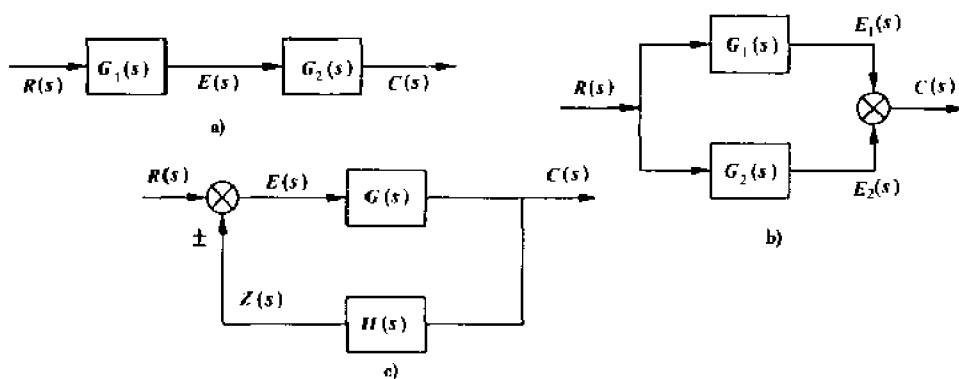 G₁(s)
G₂(s)
R(s)
E(s)
C(s)
a)
G₁(s)
E₁(s)
R(s)
C(s)
G₂(s)
E₂(s)
b)
R(s)
E(s)
G(s)
C(s)
±
Z(s)
H(s)
c)